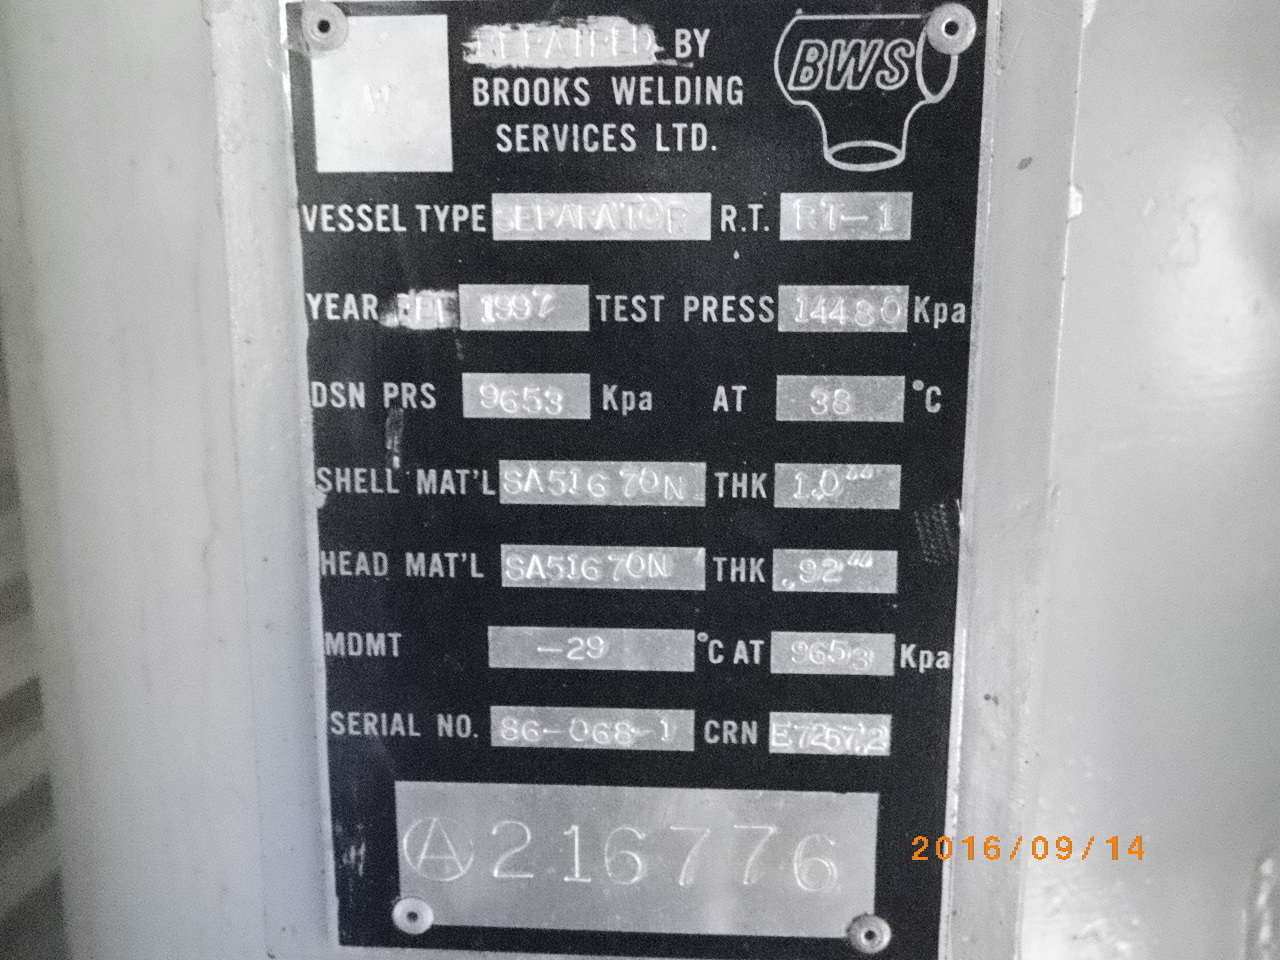 W
REPAIRED BY
BWS
BROOKS WELDING
SERVICES LTD.
VESSEL TYPE SEPARATOR R.T. RT-1
YEAR 1997 TEST PRESS 14480 Kpa
DSN PRS 9653 Kpa AT 38 °C
SHELL MAT'L SA516 70N THK 1.0"
HEAD MAT'L SA516 70N THK .92"
MDMT -29 °C AT 9653 Kpa
SERIAL NO. 86-068-1 CRN E7257.2
Ⓐ 216776
2016/09/14